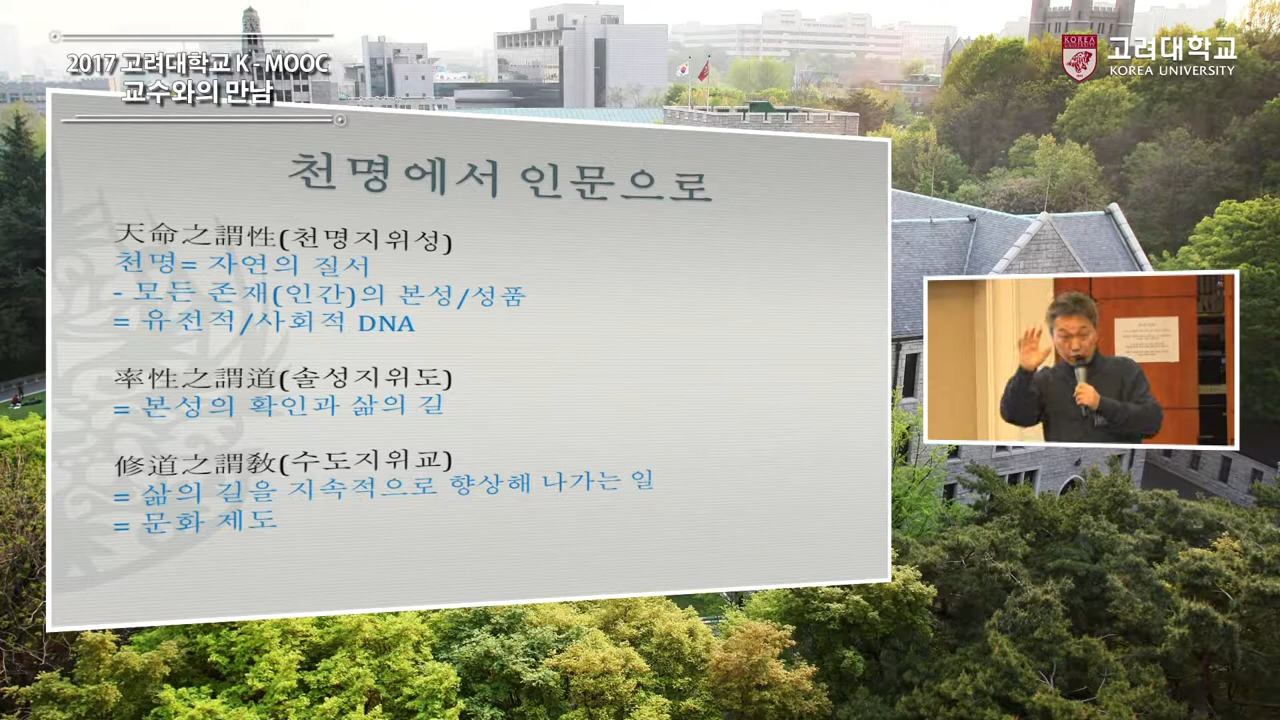 2017 고려대학교 K - MOOC
교수와의 만남
고려대학교
KOREA UNIVERSITY
KOREA
천명에서 인문으로
天命之謂性(천명지위성)
천명= 자연의 질서
- 모든 존재(인간)의 본성/성품
= 유전적/사회적 DNA
率性之謂道(솔성지위도)
= 본성의 확인과 삶의 길
修道之謂敎(수도지위교)
= 삶의 길을 지속적으로 향상해 나가는 일
= 문화 제도